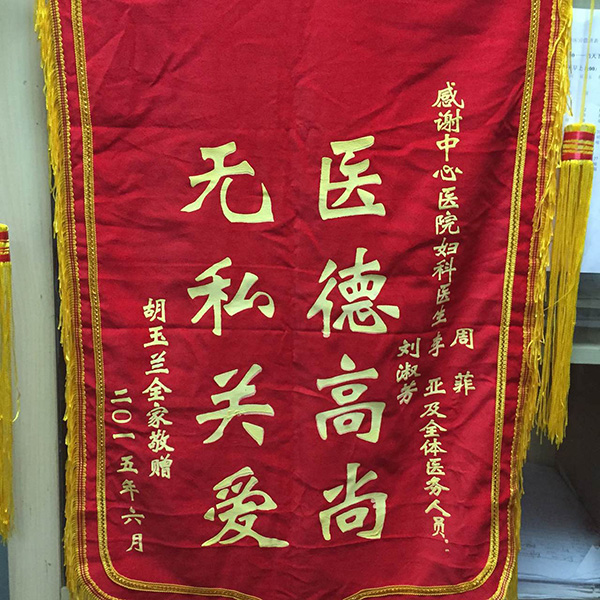 感谢中心医院妇科医生
周菲
李亚
刘淑芳
及全体医务人员:
医德高尚
无私关爱
胡玉兰全家敬赠
二〇一五年六月